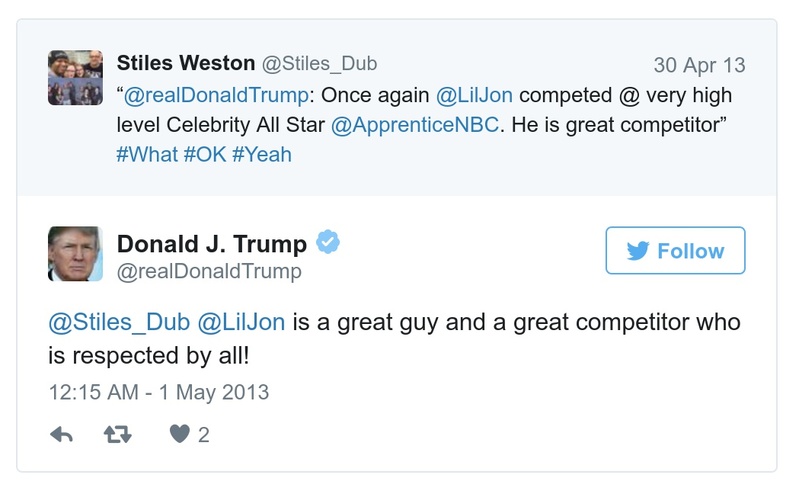 Stiles Weston @Stiles_Dub 30 Apr 13
“@realDonaldTrump: Once again @LilJon competed @ very high
level Celebrity All Star @ApprenticeNBC. He is great competitor”
#What #OK #Yeah
Donald J. Trump
@realDonaldTrump
Follow
@Stiles_Dub @LilJon is a great guy and a great competitor who
is respected by all!
12:15 AM - 1 May 2013
2